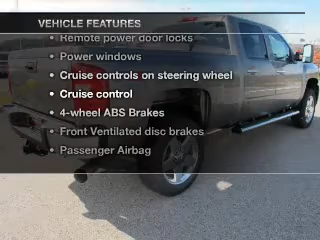 VEHICLE FEATURES
• Remote power door locks
• Power windows
• Cruise controls on steering wheel
• Cruise control
• 4-wheel ABS Brakes
• Front Ventilated disc brakes
• Passenger Airbag